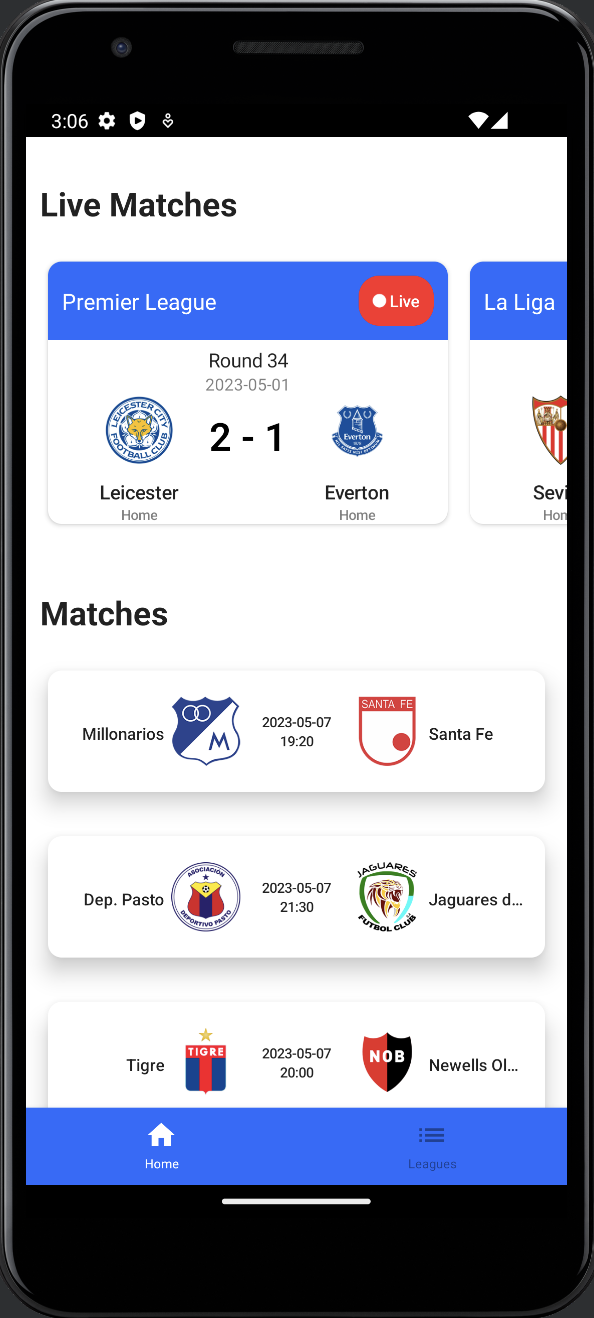 3:06
Live Matches
Premier League
Live
La Liga
Round 34
2023-05-01
LEICESTER CITY
FOOTBALL CLUB
2 - 1
Everton
Leicester
Everton
Sevi
Home
Home
Hom
Matches
Millonarios
M
2023-05-07
19:20
SANTA FE
Santa Fe
Dep. Pasto
ASOCIACIÓN
DEPORTIVO PASTO
2023-05-07
21:30
JAGUARES
FUTBOL CLUB
Jaguares d...
Tigre
TIGRE
2023-05-07
20:00
NOB
Newells Ol...
Home
Leagues